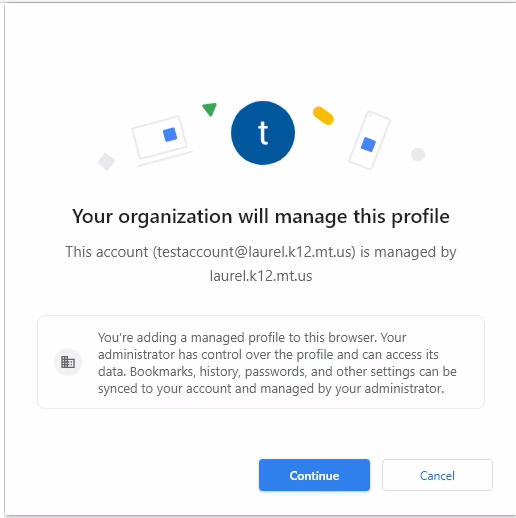 t
Your organization will manage this profile
This account (testaccount@laurel.k12.mt.us) is managed by
laurel.k12.mt.us
You’re adding a managed profile to this browser. Your
administrator has control over the profile and can access its
data. Bookmarks, history, passwords, and other settings can be
synced to your account and managed by your administrator.
Continue
Cancel